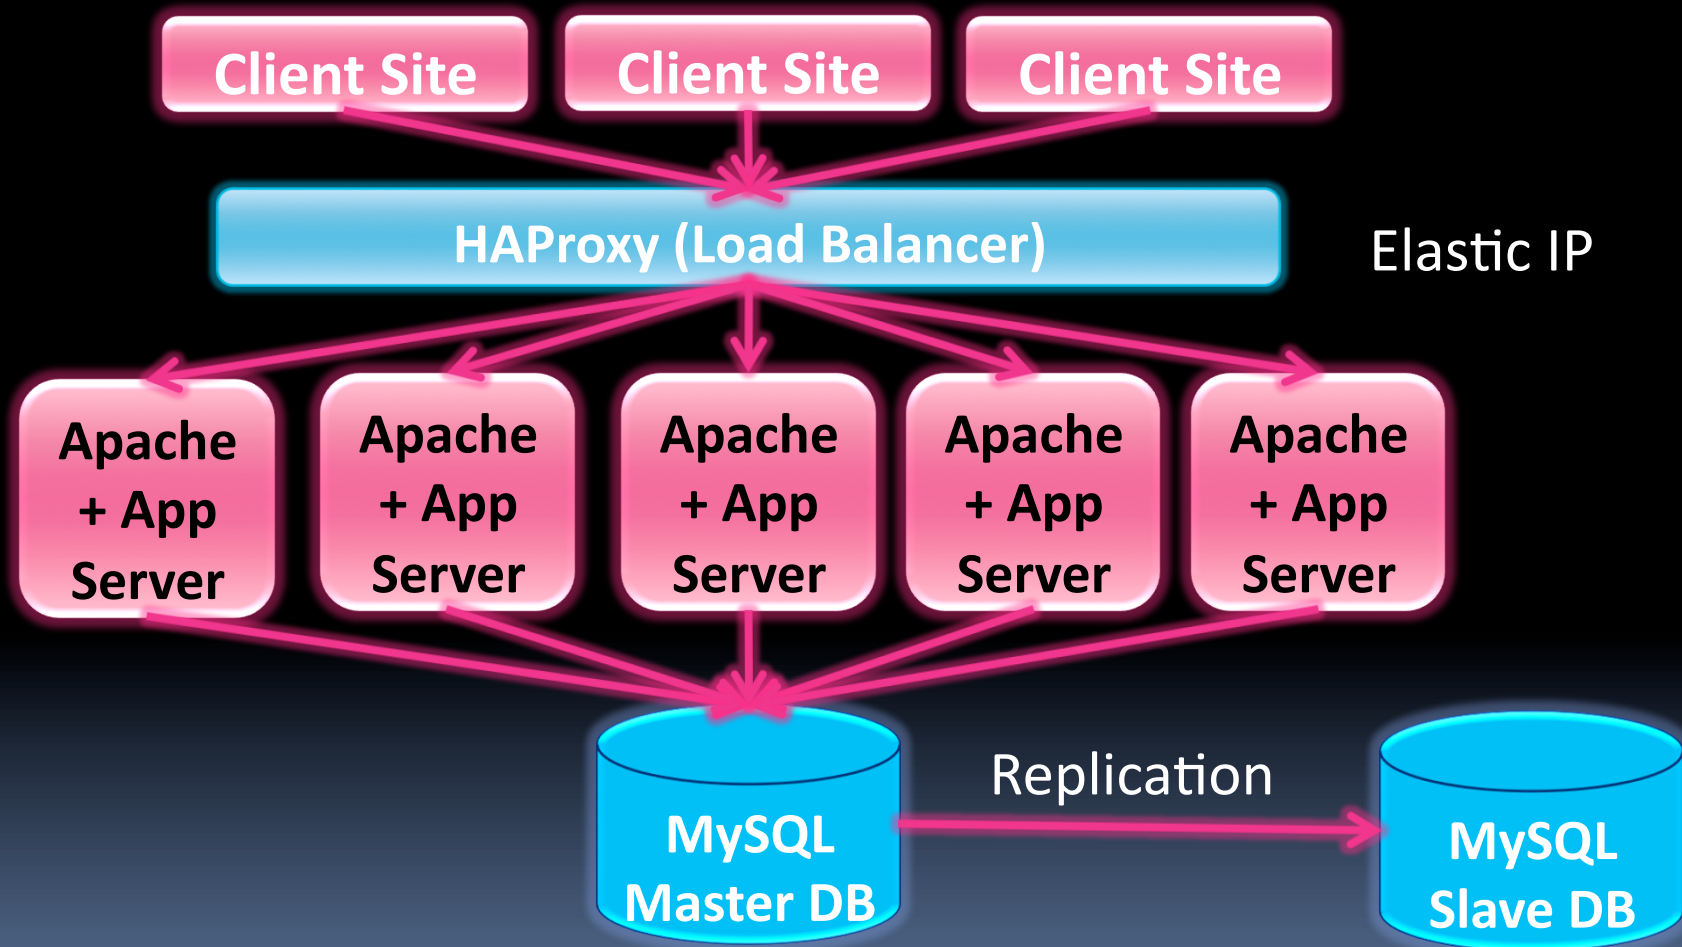 Client Site
Client Site
Client Site
HAProxy (Load Balancer)
Elastic IP
Apache
+ App
Server
Apache
+ App
Server
Apache
+ App
Server
Apache
+ App
Server
Apache
+ App
Server
Replication
MySQL
Master DB
MySQL
Slave DB